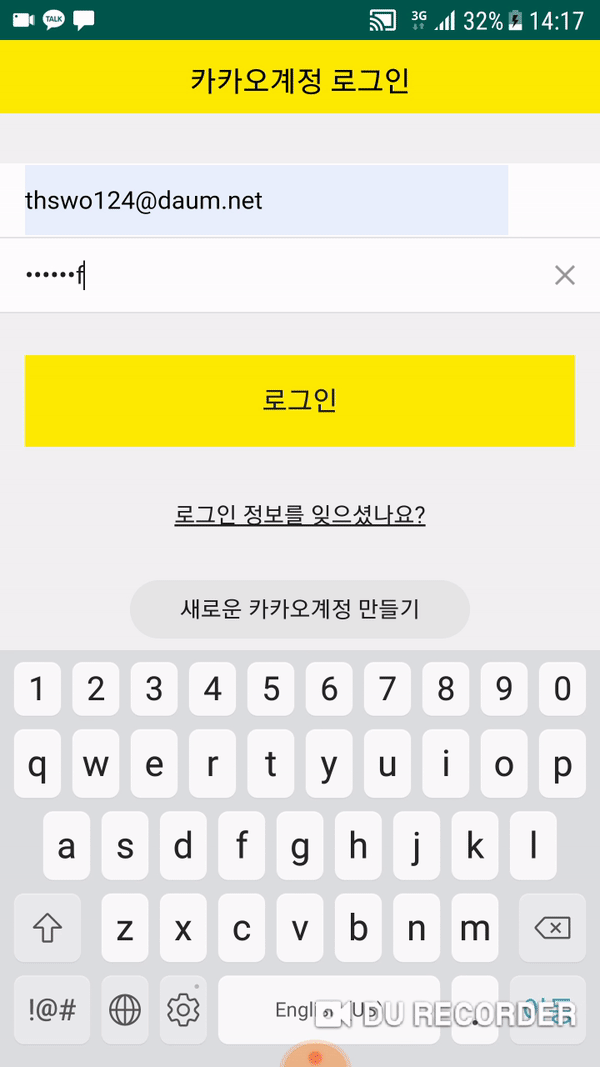 TALK 3G 32% 14:17
카카오계정 로그인
thswo124@daum.net
••••••f
로그인
로그인 정보를 잊으셨나요?
새로운 카카오계정 만들기
1 2 3 4 5 6 7 8 9 0
q w e r t y u i o p
a s d f g h j k l
z x c v b n m
!@# English(US) .
DU RECORDER